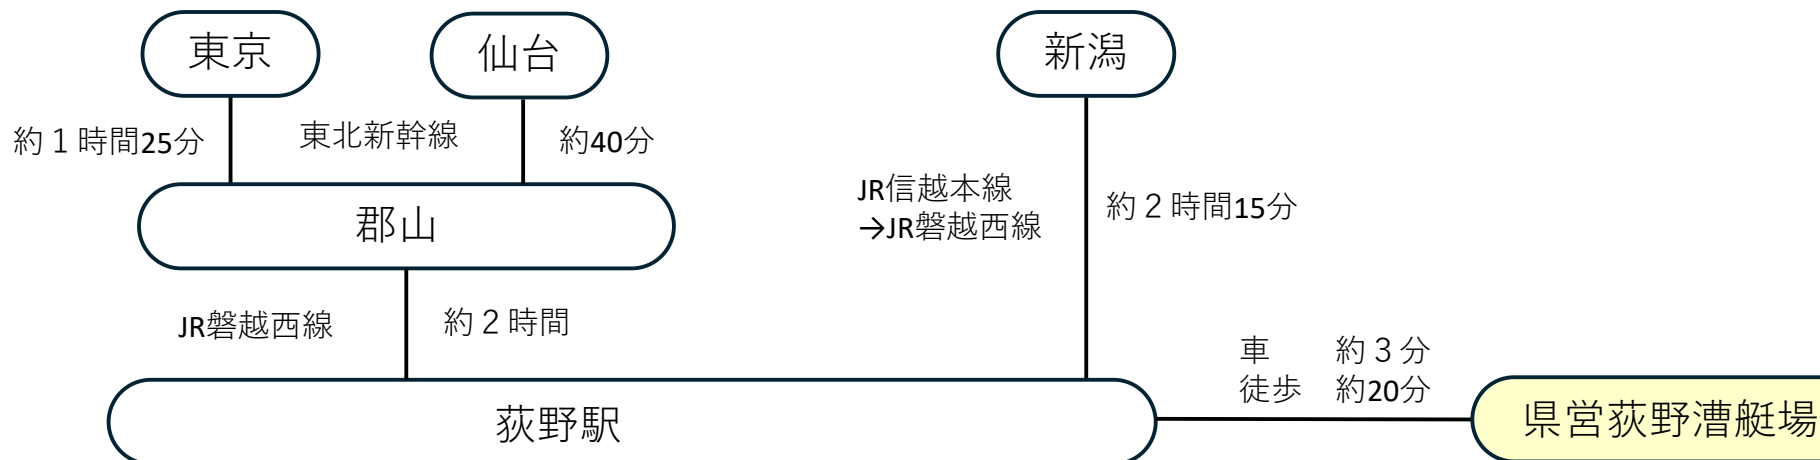 東京
仙台
新潟
約１時間25分
東北新幹線
約40分
郡山
JR信越本線
→JR磐越西線
約２時間15分
JR磐越西線
約２時間
車　　約３分
徒歩　約20分
荻野駅
県営荻野漕艇場